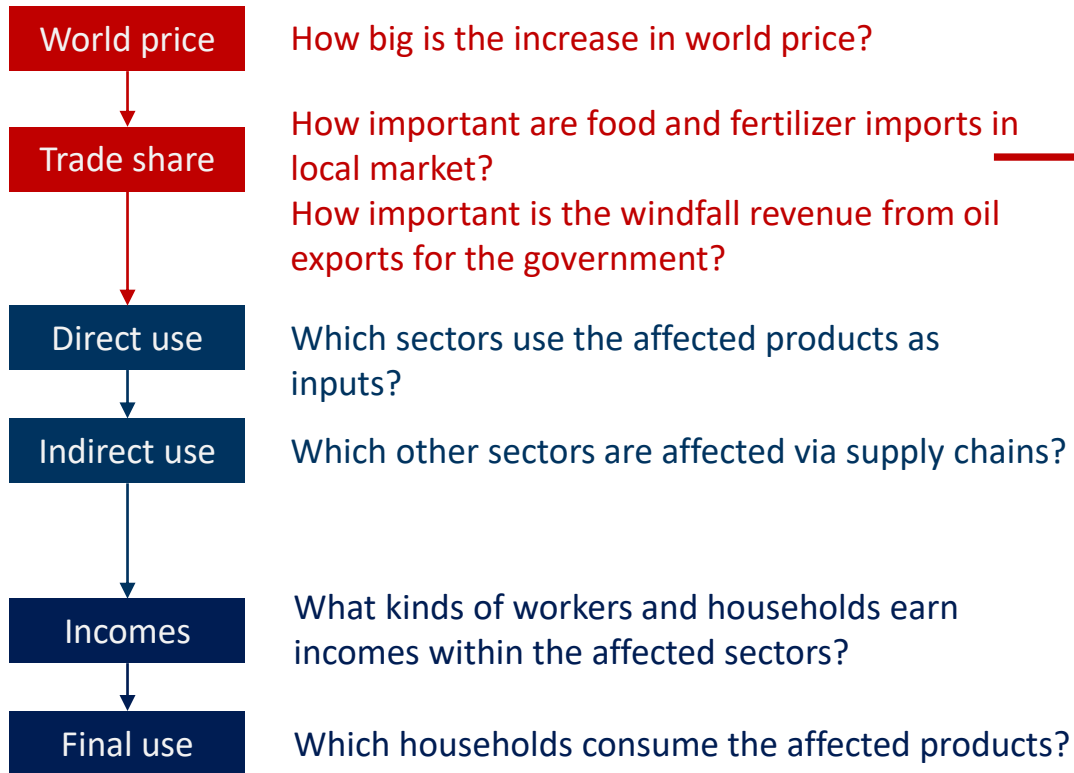 World price
How big is the increase in world price?
Trade share
How important are food and fertilizer imports in
local market?
How important is the windfall revenue from oil
exports for the government?
Direct use
Which sectors use the affected products as
inputs?
Indirect use
Which other sectors are affected via supply chains?
Incomes
What kinds of workers and households earn
incomes within the affected sectors?
Final use
Which households consume the affected products?